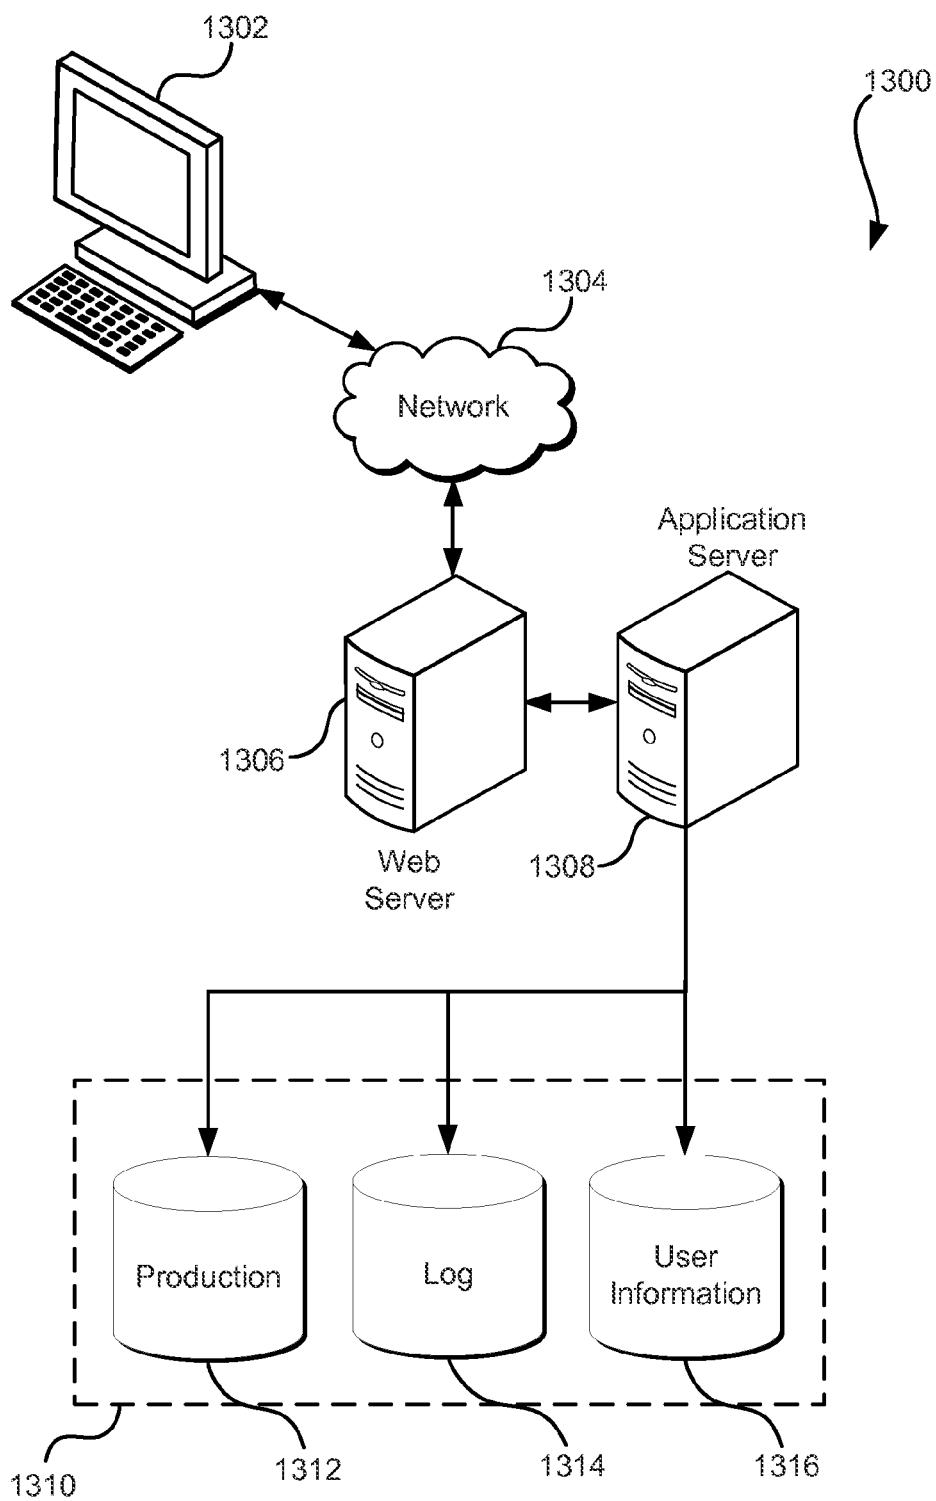 1302
1300
1304
Network
Application
Server
1306
1308
Web
Server
Production
Log
User
Information
1310
1312
1314
1316